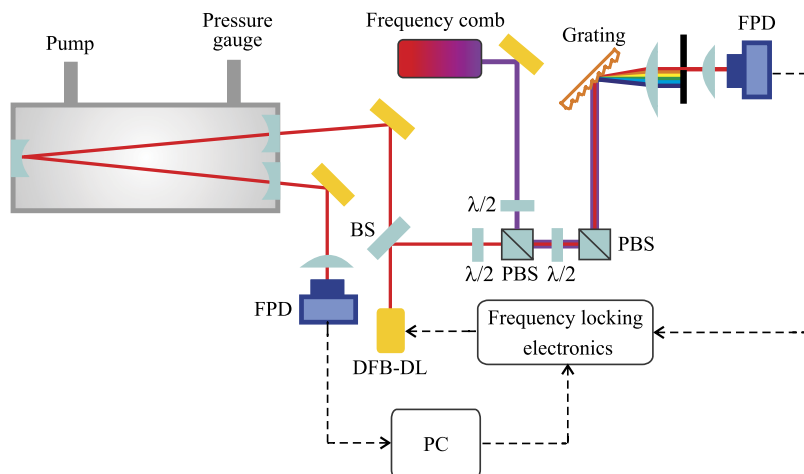 Pump
Pressure
gauge
Frequency comb
Grating
FPD
λ/2
BS
λ/2
PBS
λ/2
PBS
FPD
DFB-DL
Frequency locking
electronics
PC